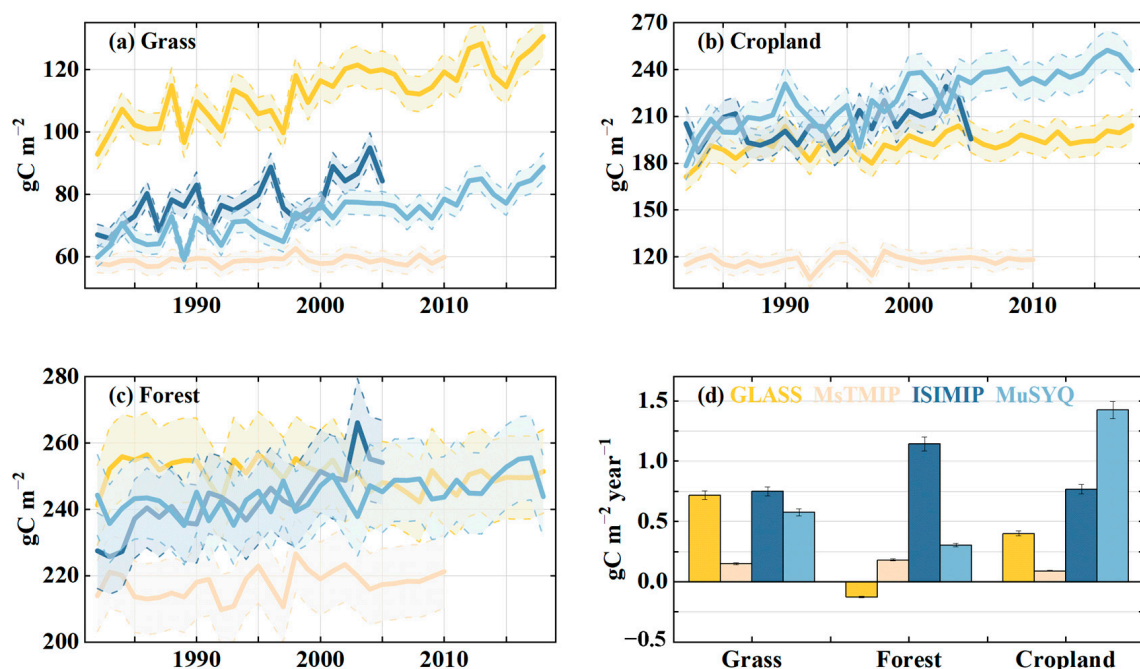 (a) Grass
gC m−2
120
100
80
60
1990
2000
2010
(b) Cropland
gC m−2
270
240
210
180
150
120
1990
2000
2010
(c) Forest
gC m−2
280
260
240
220
200
1990
2000
2010
(d) GLASS MsTMIP ISIMIP MuSYQ
gC m−2 year−1
1.5
1.0
0.5
0.0
−0.5
Grass
Forest
Cropland